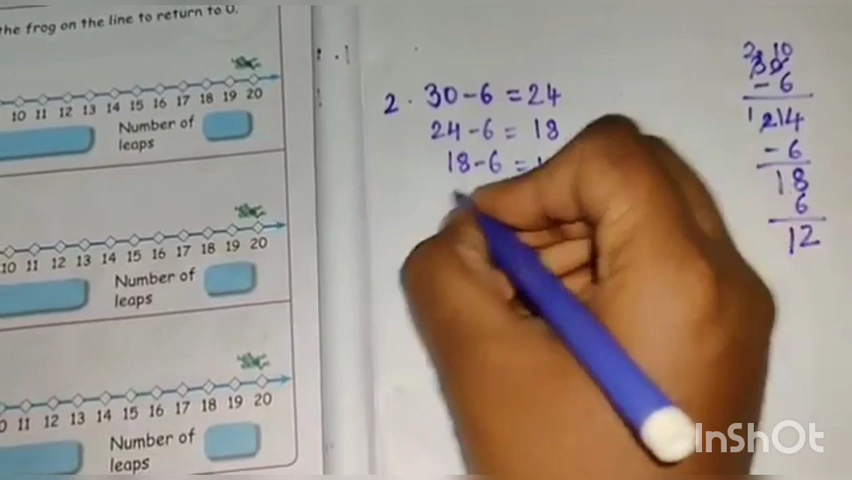 the frog on the line to return to 0.
10 11 12 13 14 15 16 17 18 19 20
Number of
leaps
10 11 12 13 14 15 16 17 18 19 20
Number of
leaps
11 12 13 14 15 16 17 18 19 20
Number of
leaps
2. 30-6=24
24-6=18
18-6=
2 10
30
-6
1 214
-6
18
6
12
InShOt